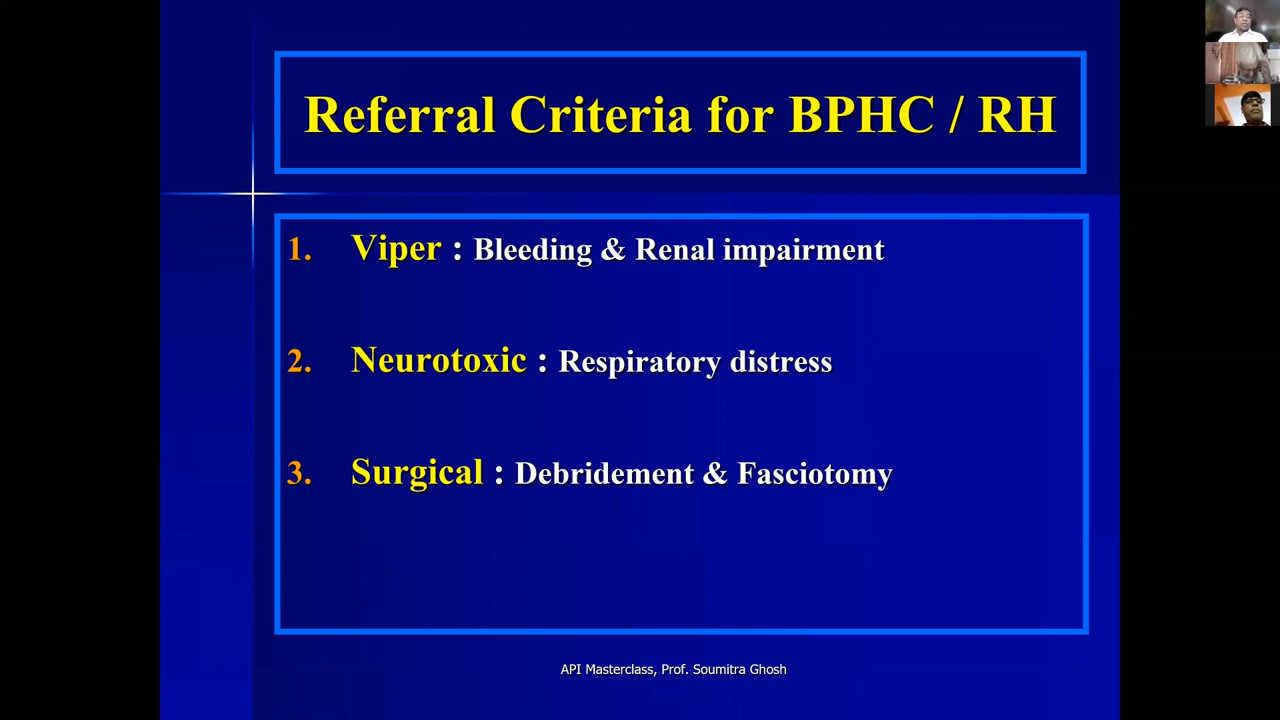 Referral Criteria for BPHC / RH
1. Viper : Bleeding & Renal impairment
2. Neurotoxic : Respiratory distress
3. Surgical : Debridement & Fasciotomy
API Masterclass, Prof. Soumitra Ghosh